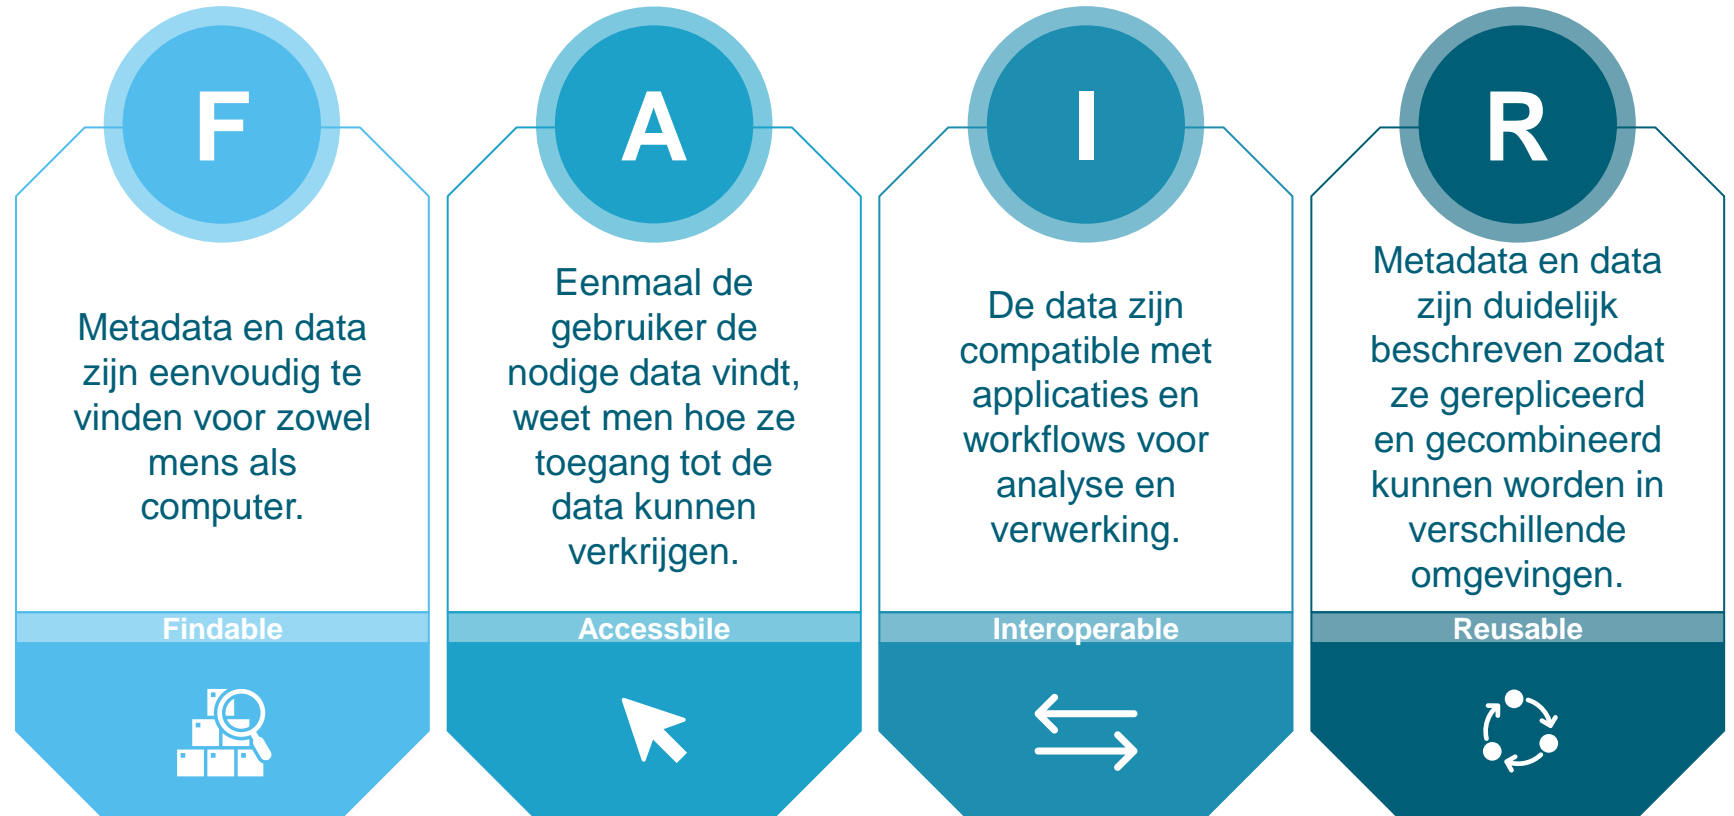 F
Metadata en data
zijn eenvoudig te
vinden voor zowel
mens als
computer.
Findable
A
Eenmaal de
gebruiker de
nodige data vindt,
weet men hoe ze
toegang tot de
data kunnen
verkrijgen.
Accessbile
I
De data zijn
compatible met
applicaties en
workflows voor
analyse en
verwerking.
Interoperable
R
Metadata en data
zijn duidelijk
beschreven zodat
ze gerepliceerd
en gecombineerd
kunnen worden in
verschillende
omgevingen.
Reusable